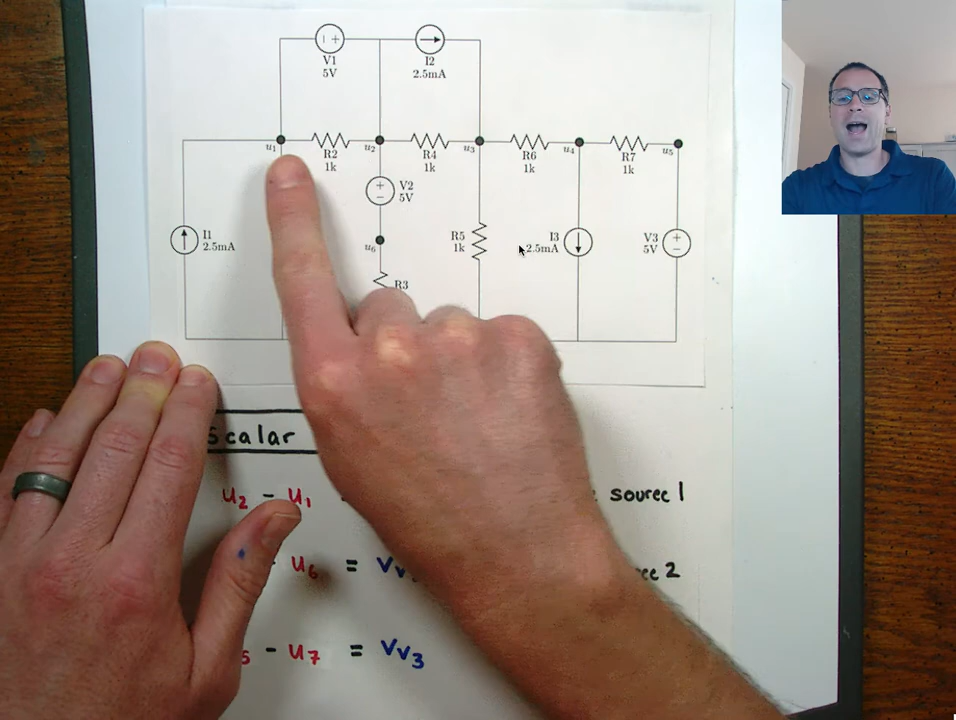 V1
5V
I2
2.5mA
u1 R2 u2 R4 u3 R6 u4 R7 u5
1k 1k 1k 1k
V2
5V
I1
2.5mA
u6
R5
1k
I3
2.5mA
V3
5V
R3
Scalar
u2 - u1 source 1
- u6 = Vv 2
5 - u7 = Vv3